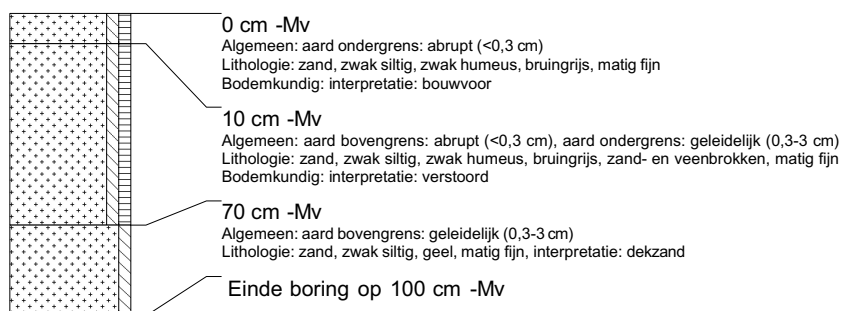 0 cm -Mv
Algemeen: aard ondergrens: abrupt (<0,3 cm)
Lithologie: zand, zwak siltig, zwak humeus, bruingrijs, matig fijn
Bodemkundig: interpretatie: bouwvoor
10 cm -Mv
Algemeen: aard bovengrens: abrupt (<0,3 cm), aard ondergrens: geleidelijk (0,3-3 cm)
Lithologie: zand, zwak siltig, zwak humeus, bruingrijs, zand- en veenbrokken, matig fijn
Bodemkundig: interpretatie: verstoord
70 cm -Mv
Algemeen: aard bovengrens: geleidelijk (0,3-3 cm)
Lithologie: zand, zwak siltig, geel, matig fijn, interpretatie: dekzand
Einde boring op 100 cm -Mv